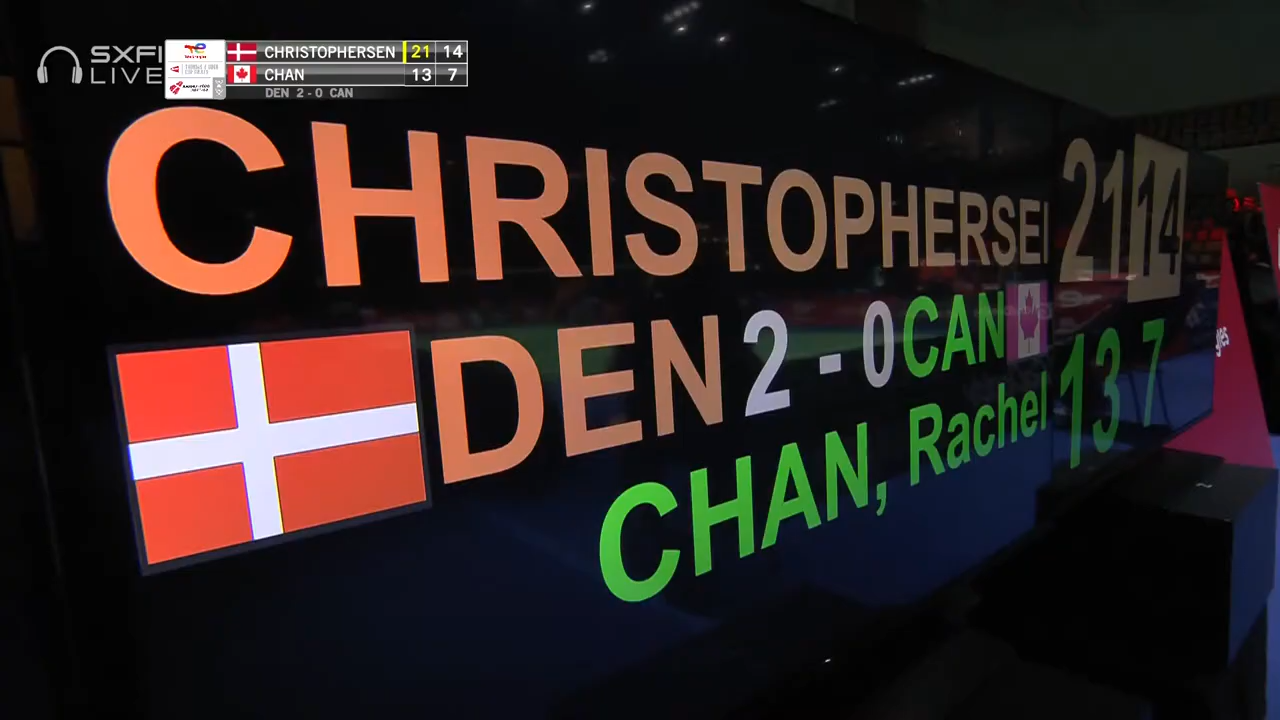 SXFI
LIVE
CHRISTOPHERSEN 21 14
CHAN 13 7
DEN 2 - 0 CAN
CHRISTOPHERSEI 21 14
DEN 2 - 0 CAN
CHAN, Rachel 13 7